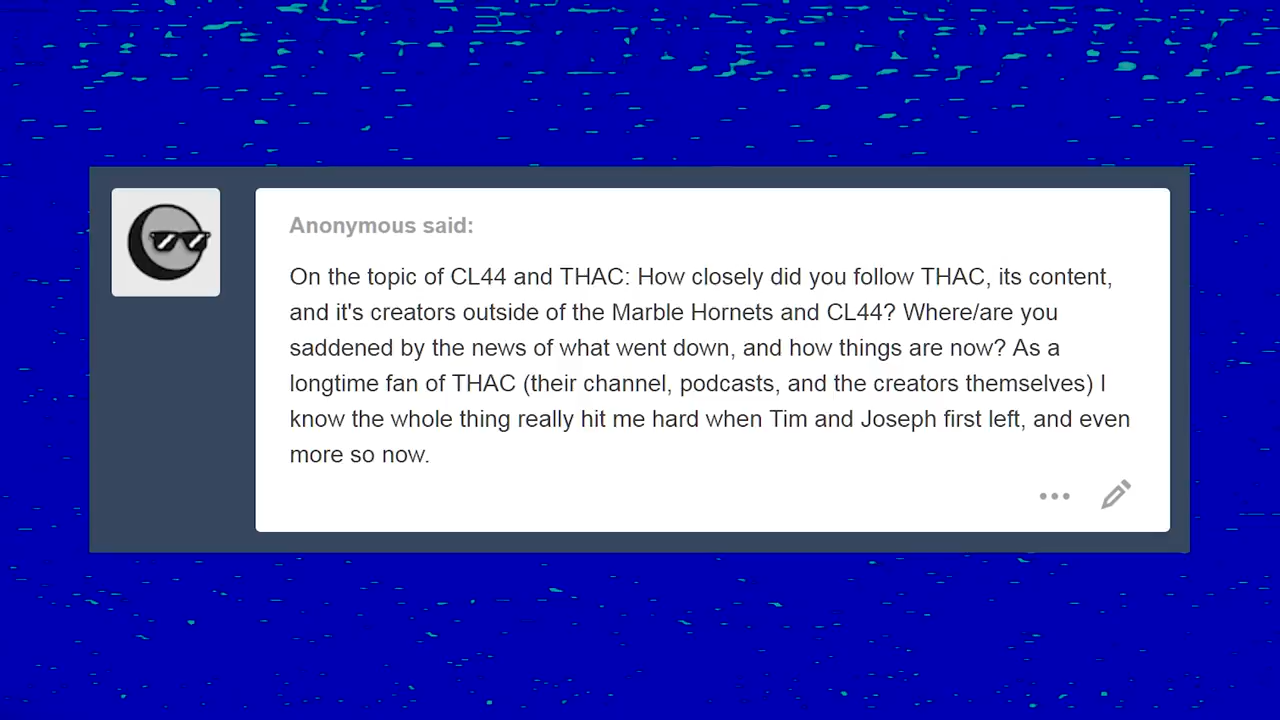 Anonymous said:
On the topic of CL44 and THAC: How closely did you follow THAC, its content,
and it's creators outside of the Marble Hornets and CL44? Where/are you
saddened by the news of what went down, and how things are now? As a
longtime fan of THAC (their channel, podcasts, and the creators themselves) I
know the whole thing really hit me hard when Tim and Joseph first left, and even
more so now.